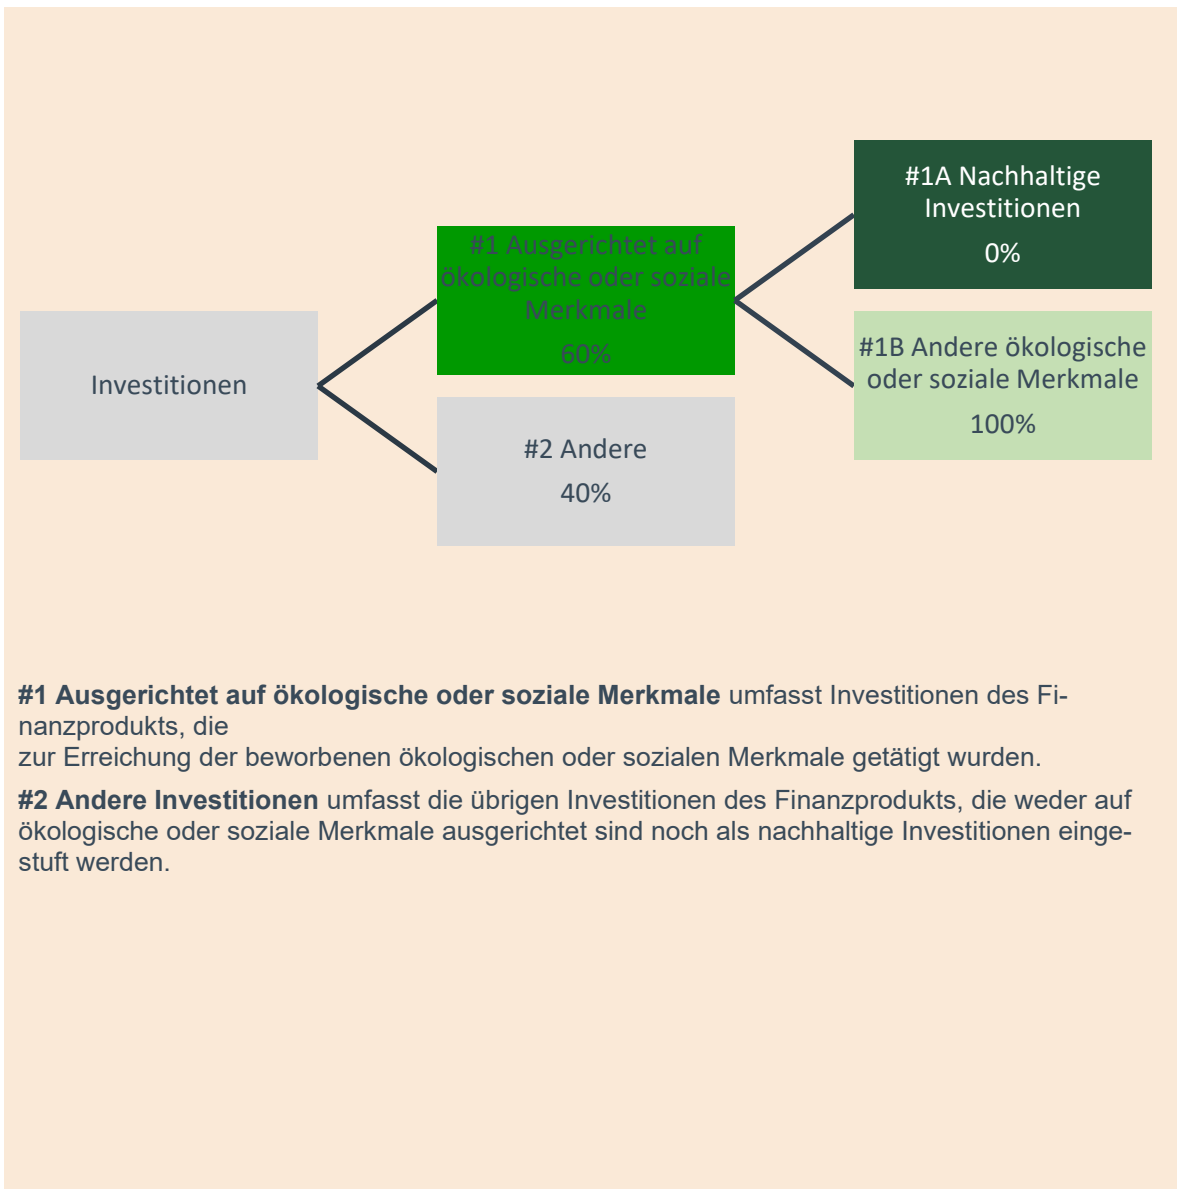 #1A Nachhaltige
Investitionen
0%
#1 Ausgerichtet auf
ökologische oder soziale
Merkmale
60%
Investitionen
#1B Andere ökologische
oder soziale Merkmale
100%
#2 Andere
40%
#1 Ausgerichtet auf ökologische oder soziale Merkmale umfasst Investitionen des Fi-
nanzprodukts, die
zur Erreichung der beworbenen ökologischen oder sozialen Merkmale getätigt wurden.
#2 Andere Investitionen umfasst die übrigen Investitionen des Finanzprodukts, die weder auf
ökologische oder soziale Merkmale ausgerichtet sind noch als nachhaltige Investitionen einge-
stuft werden.